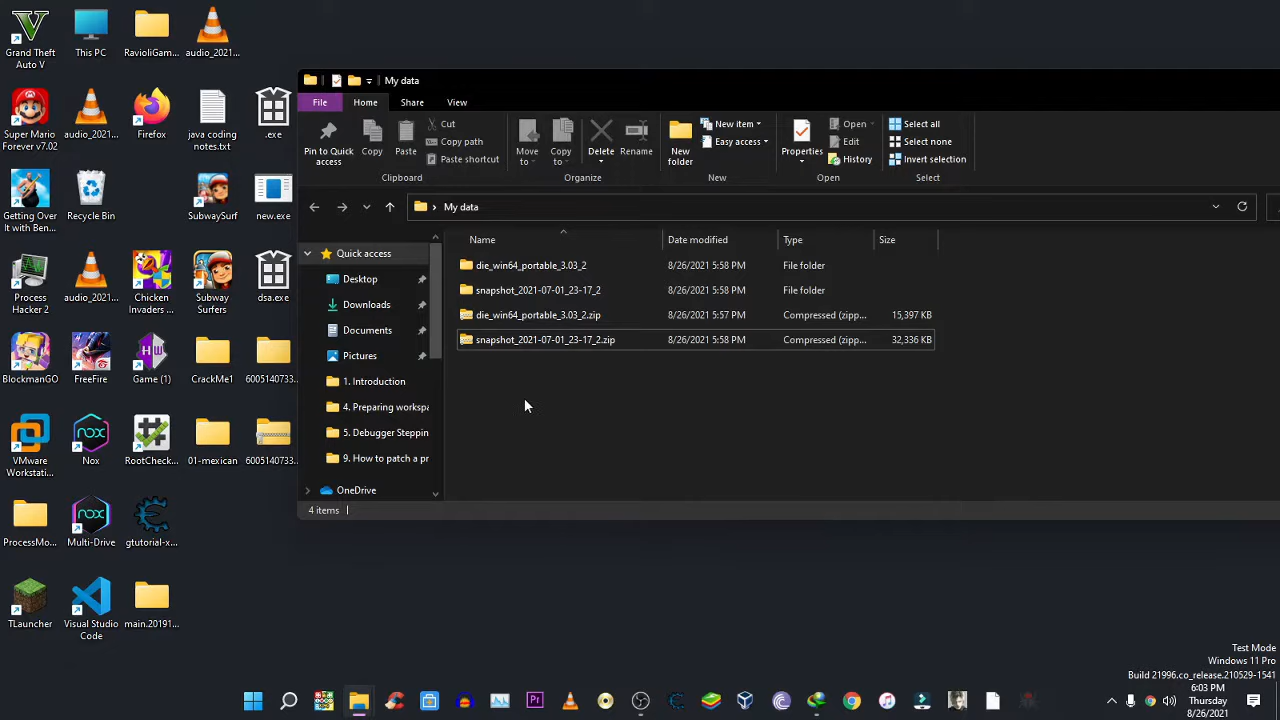 Grand Theft
Auto V
This PC
RavioliGam...
audio_2021...
Super Mario
Forever v7.02
audio_2021...
Firefox
java coding
notes.txt
.exe
Getting Over
It with Ben...
Recycle Bin
SubwaySurf
new.exe
Process
Hacker 2
audio_2021...
Chicken
Invaders ...
Subway
Surfers
dsa.exe
BlockmanGO
FreeFire
Game (1)
CrackMe1
6005140733...
VMware
Workstati...
Nox
RootCheck...
01-mexican
6005140733...
ProcessMo...
Multi-Drive
gtutorial-x...
TLauncher
Visual Studio
Code
main.20191...
My data
File
Home
Share
View
Pin to Quick
access
Copy
Paste
Cut
Copy path
Paste shortcut
Clipboard
Move
to
Copy
to
Delete
Rename
Organize
New
folder
New item
Easy access
New
Properties
Open
Edit
History
Open
Select all
Select none
Invert selection
Select
My data
Quick access
Desktop
Downloads
Documents
Pictures
1. Introduction
4. Preparing workspa
5. Debugger Steppin
9. How to patch a pr
OneDrive
Name Date modified Type Size
die_win64_portable_3.03_2 8/26/2021 5:58 PM File folder
snapshot_2021-07-01_23-17_2 8/26/2021 5:58 PM File folder
die_win64_portable_3.03_2.zip 8/26/2021 5:57 PM Compressed (zipp... 15,397 KB
snapshot_2021-07-01_23-17_2.zip 8/26/2021 5:58 PM Compressed (zipp... 32,336 KB
4 items
Test Mode
Windows 11 Pro
Build 21996.co_release.210529-1541
6:03 PM
Thursday
8/26/2021